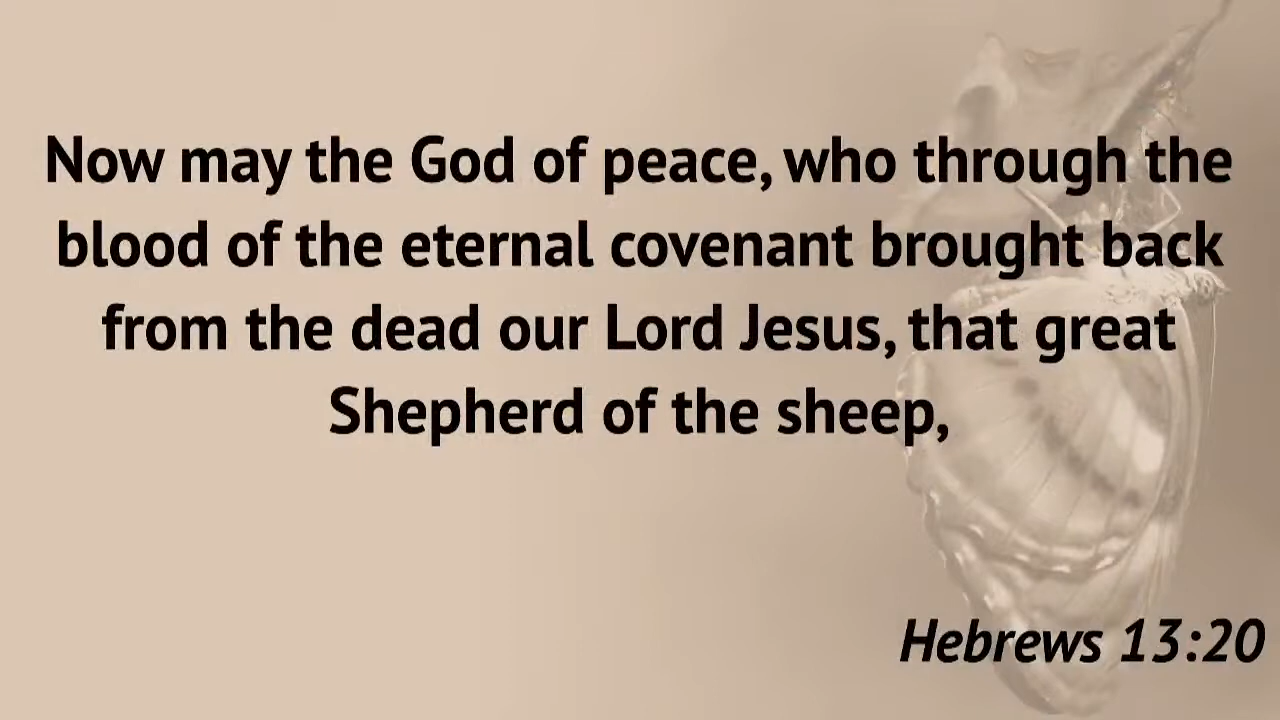 Now may the God of peace, who through the
blood of the eternal covenant brought back
from the dead our Lord Jesus, that great
Shepherd of the sheep,
Hebrews 13:20